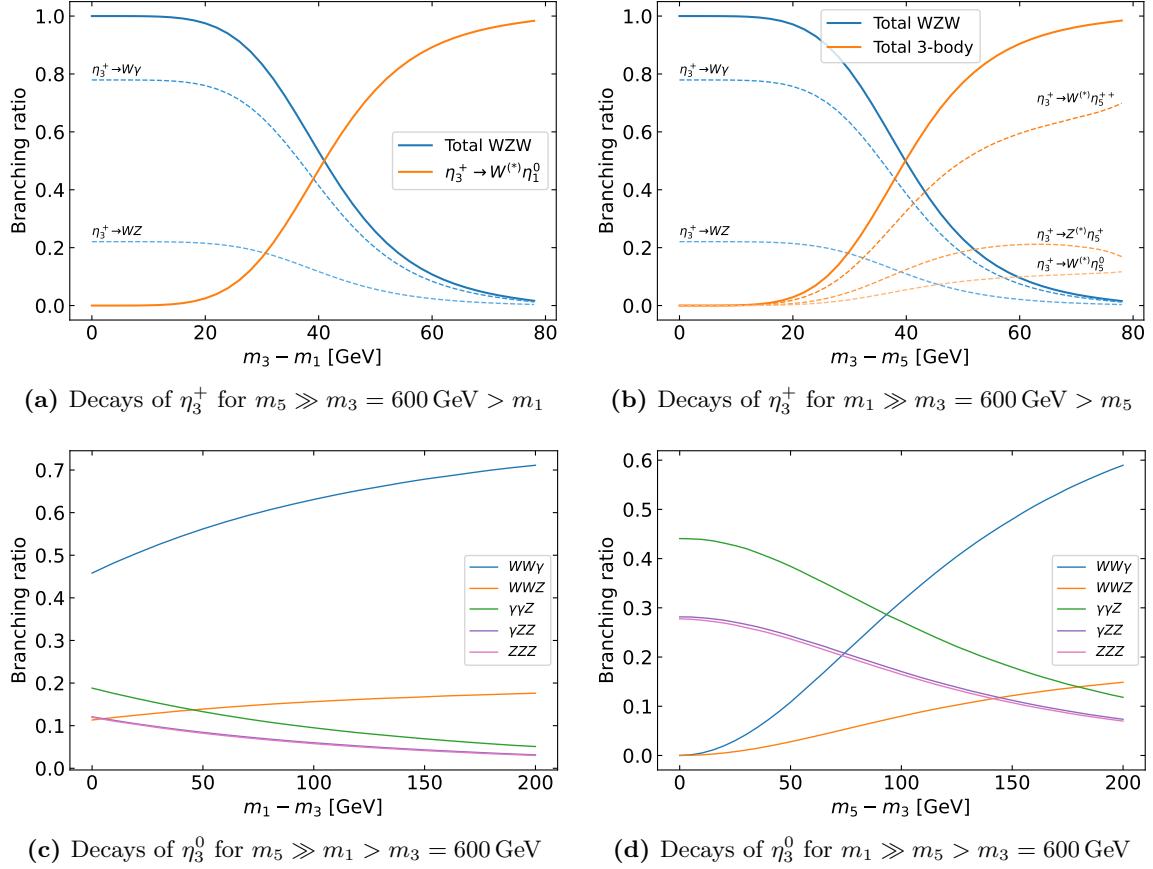 1.0
0.8
0.6
0.4
0.2
0.0
Branching ratio
η₃⁺→Wγ
η₃⁺→WZ
Total WZW
η₃⁺ → W⁽*⁾η₁⁰
0 20 40 60 80
m₃ − m₁ [GeV]
(a) Decays of η₃⁺ for m₅ ≫ m₃ = 600 GeV > m₁
1.0
0.8
0.6
0.4
0.2
0.0
Branching ratio
Total WZW
Total 3-body
η₃⁺→Wγ
η₃⁺→W⁽*⁾η₅⁺⁺
η₃⁺→WZ
η₃⁺→Z⁽*⁾η₅⁺
η₃⁺→W⁽*⁾η₅⁰
0 20 40 60 80
m₃ − m₅ [GeV]
(b) Decays of η₃⁺ for m₁ ≫ m₃ = 600 GeV > m₅
0.7
0.6
0.5
0.4
0.3
0.2
0.1
0.0
Branching ratio
WWγ
WWZ
γγZ
γZZ
ZZZ
0 50 100 150 200
m₁ − m₃ [GeV]
(c) Decays of η₃⁰ for m₅ ≫ m₁ > m₃ = 600 GeV
0.6
0.5
0.4
0.3
0.2
0.1
0.0
Branching ratio
WWγ
WWZ
γγZ
γZZ
ZZZ
0 50 100 150 200
m₅ − m₃ [GeV]
(d) Decays of η₃⁰ for m₁ ≫ m₅ > m₃ = 600 GeV